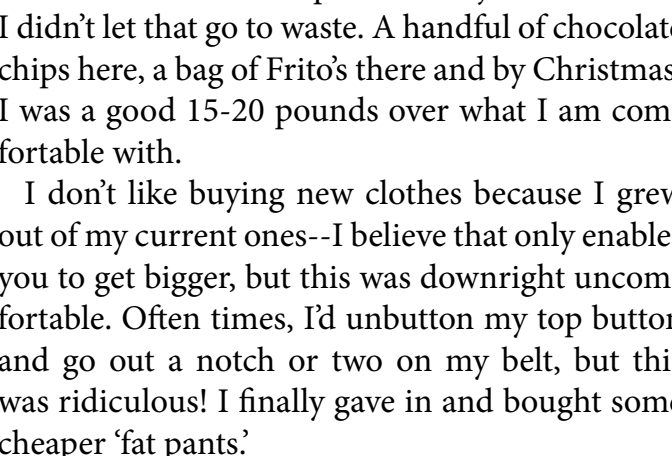 I didn’t let that go to waste. A handful of chocolate
chips here, a bag of Frito’s there and by Christmas
I was a good 15-20 pounds over what I am com
fortable with.
I don’t like buying new clothes because I grew
out of my current ones--I believe that only enable
you to get bigger, but this was downright uncom
fortable. Often times, I’d unbutton my top button
and go out a notch or two on my belt, but thi
was ridiculous! I finally gave in and bought some
cheaper ‘fat pants.’